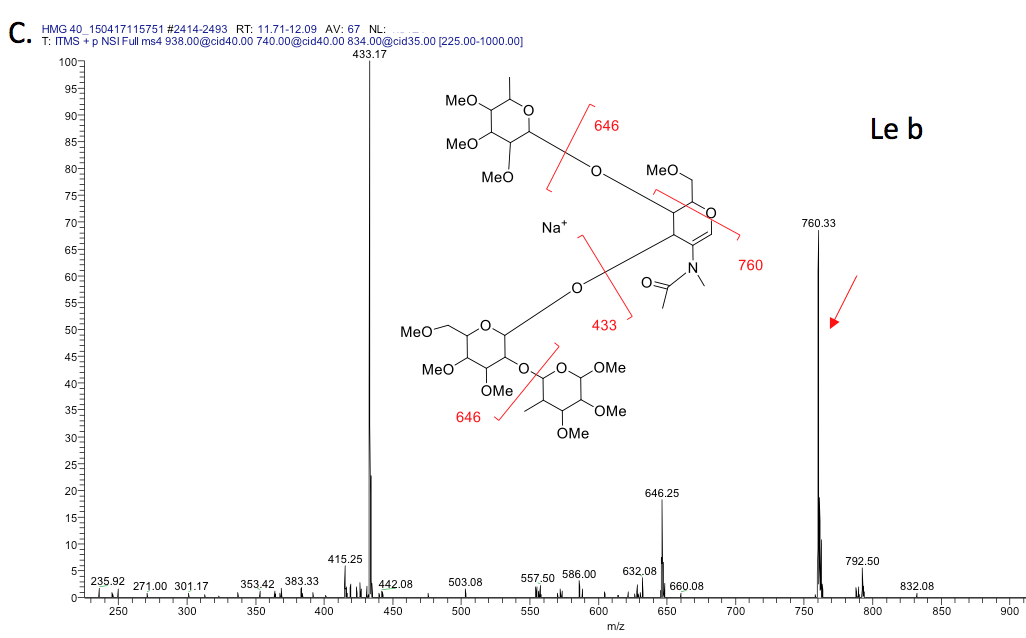 C.
HMG 40_150417115751 #2414-2493 RT: 11.71-12.09 AV: 67 NL:
T: ITMS + p NSI Full ms4 938.00@cid40.00 740.00@cid40.00 834.00@cid35.00 [225.00-1000.00]
433.17
100
95
90
85
80
75
70
65
60
55
50
45
40
35
30
25
20
15
10
5
0
MeO
O
MeO
MeO
646
O
MeO
O
Na+
760
N
O
O
433
MeO
O
MeO
O
O
OMe
OMe
OMe
OMe
646
Le b
760.33
646.25
415.25
792.50
235.92
271.00
301.17
353.42
383.33
442.08
503.08
557.50
586.00
632.08
660.08
832.08
250
300
350
400
450
500
550
600
650
700
750
800
850
900
m/z